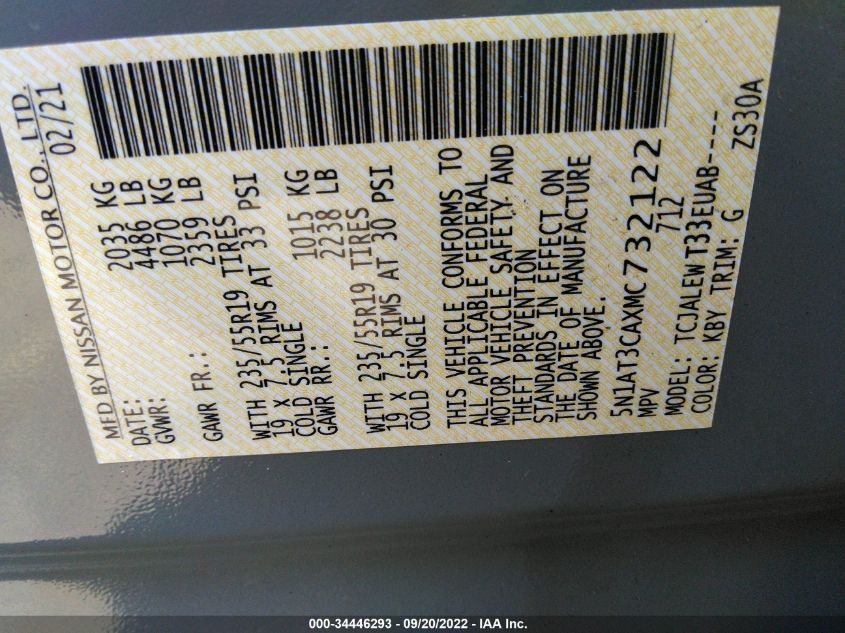 MFD BY NISSAN MOTOR CO., LTD.
DATE: 02/21
GVWR: 2035 KG
4486 LB
GAWR FR.: 1070 KG
2359 LB
WITH 235/55R19 TIRES
19 X 7.5 RIMS AT 33 PSI
COLD SINGLE
GAWR RR.: 1015 KG
2238 LB
WITH 235/55R19 TIRES
19 X 7.5 RIMS AT 30 PSI
COLD SINGLE
THIS VEHICLE CONFORMS TO
ALL APPLICABLE FEDERAL
MOTOR VEHICLE SAFETY AND
THEFT PREVENTION
STANDARDS IN EFFECT ON
THE DATE OF MANUFACTURE
SHOWN ABOVE.
5N1AT3CAXMC732122
MPV 712
MODEL: TCJALEWT33EUAB----
COLOR: KBY TRIM: G ZS30A
000-34446293 - 09/20/2022 - IAA Inc.